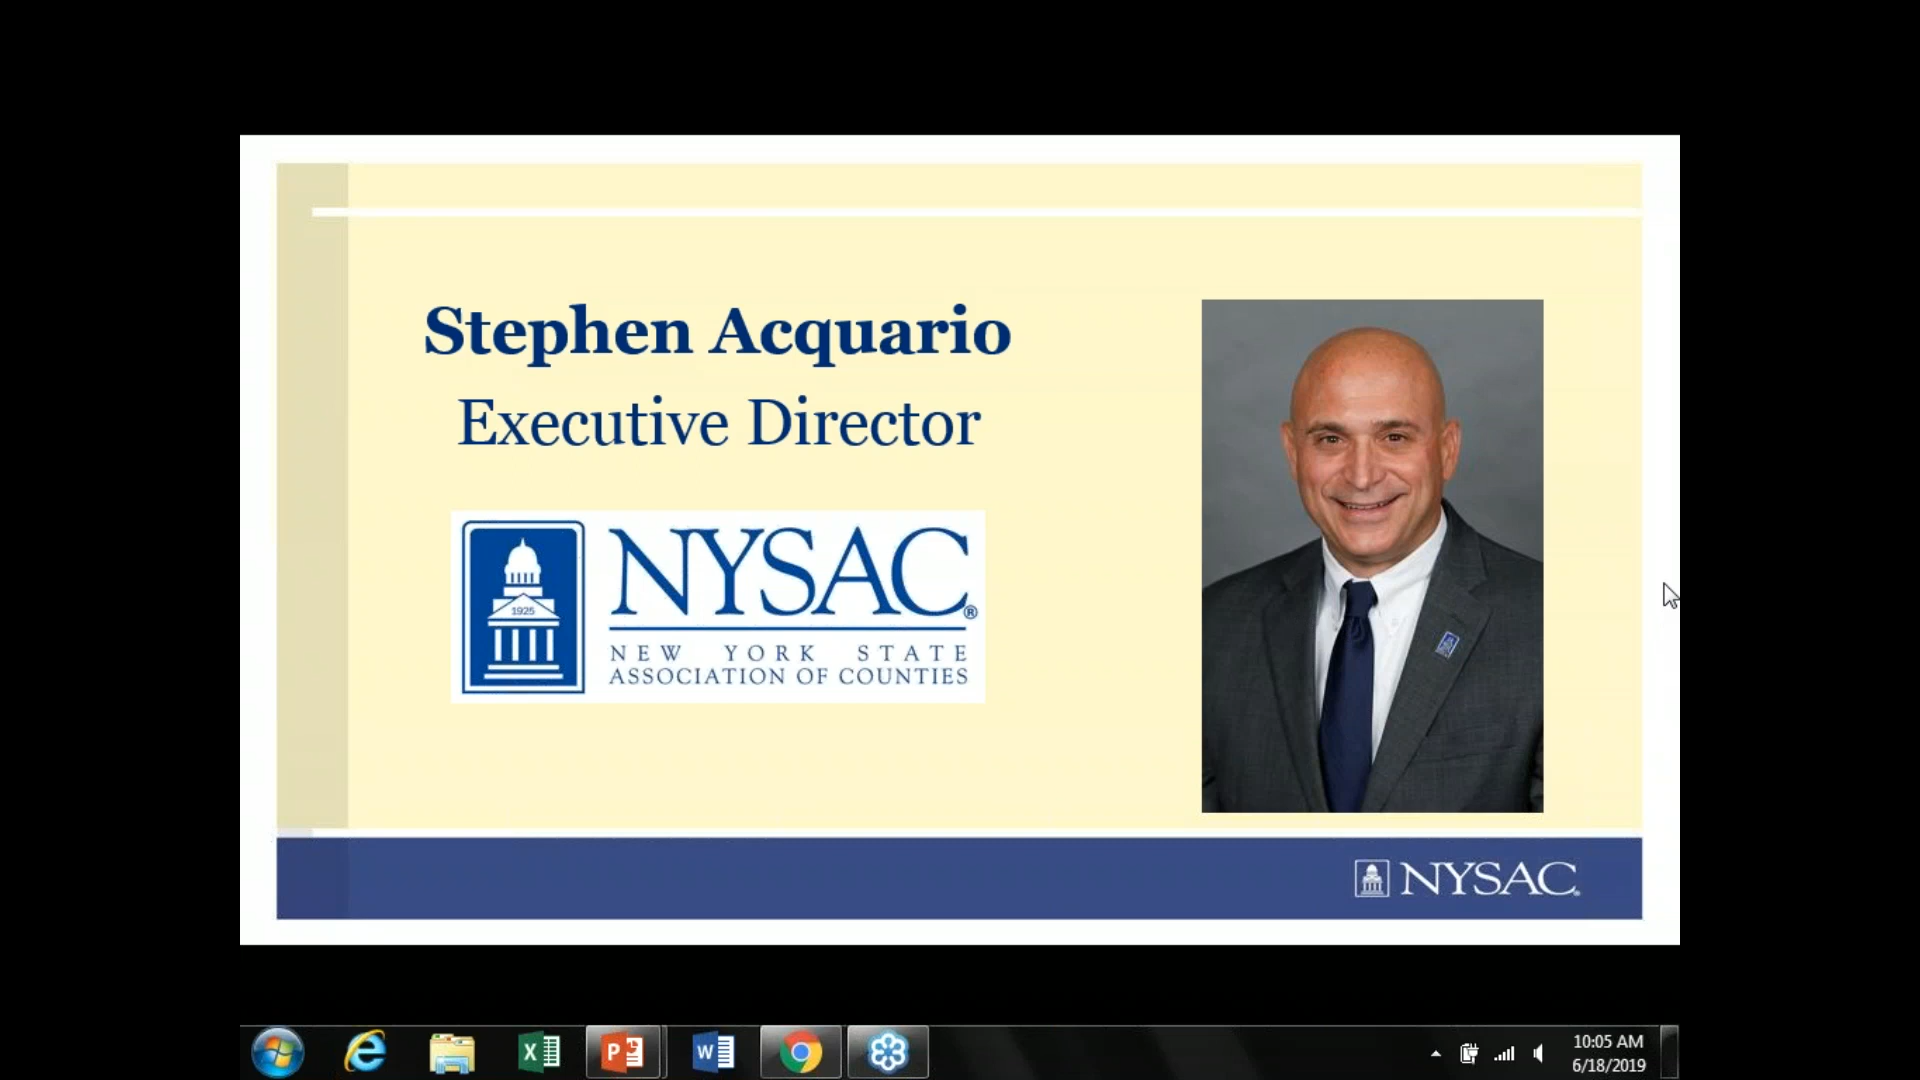 Stephen Acquario
Executive Director
1925
NYSAC®
NEW YORK STATE
ASSOCIATION OF COUNTIES
NYSAC
10:05 AM
6/18/2019